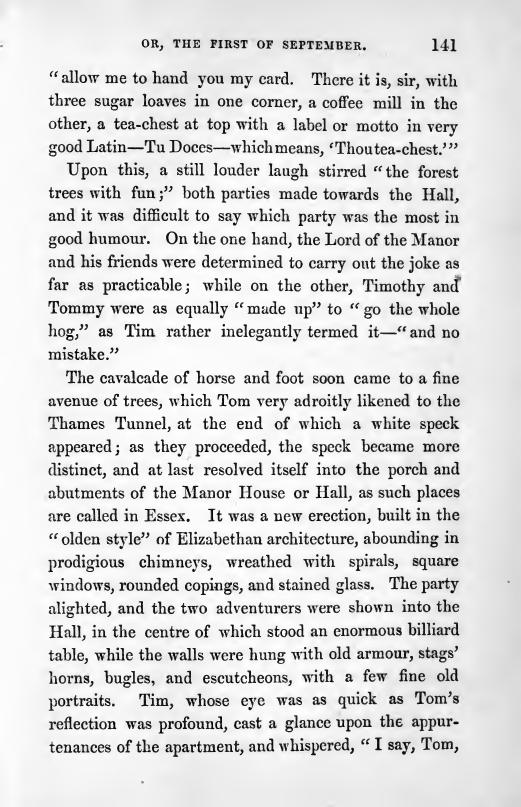 OR, THE FIRST OF SEPTEMBER. 141
“allow me to hand you my card. There it is, sir, with
three sugar loaves in one corner, a coffee mill in the
other, a tea-chest at top with a label or motto in very
good Latin—Tu Doces—which means, ‘Thou tea-chest.’”
Upon this, a still louder laugh stirred “the forest
trees with fun;” both parties made towards the Hall,
and it was difficult to say which party was the most in
good humour. On the one hand, the Lord of the Manor
and his friends were determined to carry out the joke as
far as practicable; while on the other, Timothy and
Tommy were as equally “made up” to “go the whole
hog,” as Tim rather inelegantly termed it—“and no
mistake.”
The cavalcade of horse and foot soon came to a fine
avenue of trees, which Tom very adroitly likened to the
Thames Tunnel, at the end of which a white speck
appeared; as they proceeded, the speck became more
distinct, and at last resolved itself into the porch and
abutments of the Manor House or Hall, as such places
are called in Essex. It was a new erection, built in the
“olden style” of Elizabethan architecture, abounding in
prodigious chimneys, wreathed with spirals, square
windows, rounded copings, and stained glass. The party
alighted, and the two adventurers were shown into the
Hall, in the centre of which stood an enormous billiard
table, while the walls were hung with old armour, stags’
horns, bugles, and escutcheons, with a few fine old
portraits. Tim, whose eye was as quick as Tom’s
reflection was profound, cast a glance upon the appur-
tenances of the apartment, and whispered, “I say, Tom,